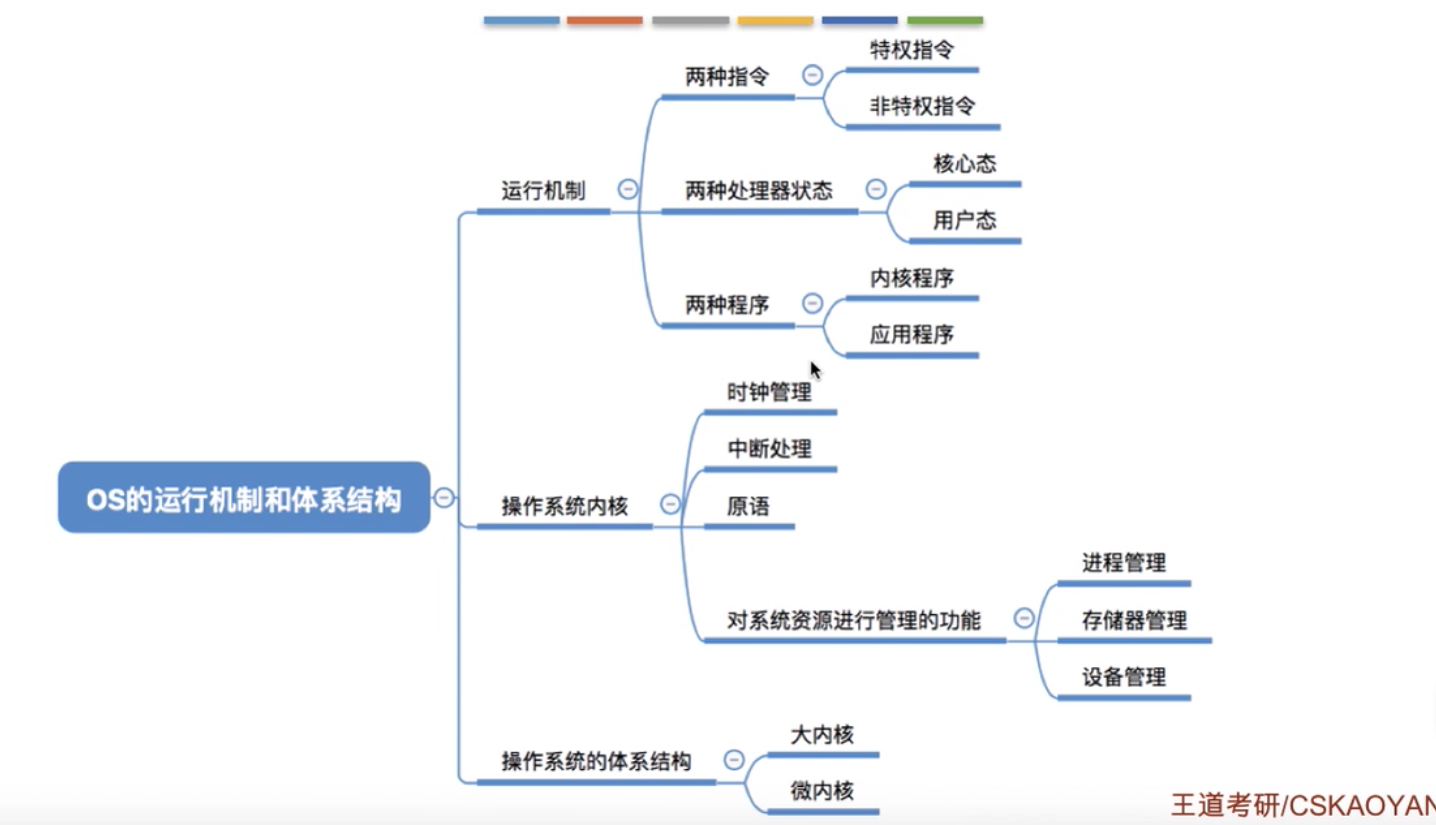 OS的运行机制和体系结构
运行机制
两种指令
特权指令
非特权指令
两种处理器状态
核心态
用户态
两种程序
内核程序
应用程序
操作系统内核
时钟管理
中断处理
原语
对系统资源进行管理的功能
进程管理
存储器管理
设备管理
操作系统的体系结构
大内核
微内核
王道考研/CSKAOYAN